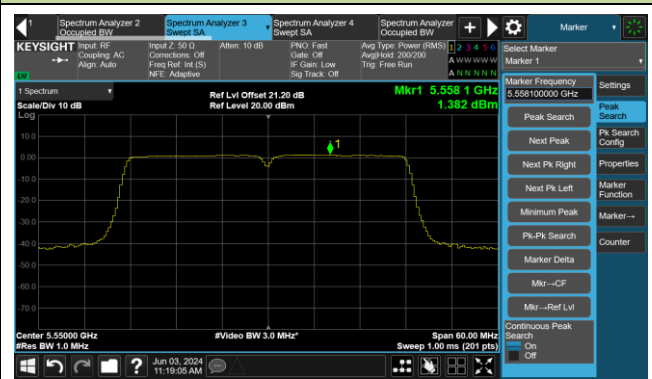 1
Spectrum Analyzer 2
Occupied BW
Spectrum Analyzer 3
Swept SA
Spectrum Analyzer 4
Swept SA
Spectrum Analyzer
Occupied BW
+
Marker
KEYSIGHT
Input: RF
Coupling: AC
Align: Auto
Input Z: 50 Ω
Corrections: Off
Freq Ref: Int (S)
NFE: Adaptive
Atten: 10 dB
PNO: Fast
Gate: Off
IF Gain: Low
Sig Track: Off
Avg Type: Power (RMS)
Avg|Hold: 200/200
Trig: Free Run
1 2 3 4 5 6
A W W W W W
A N N N N N
LXI
Select Marker
Marker 1
1 Spectrum
Scale/Div 10 dB
Log
Ref Lvl Offset 21.20 dB
Ref Level 20.00 dBm
Mkr1 5.558 1 GHz
1.382 dBm
1
10.0
0.00
-10.0
-20.0
-30.0
-40.0
-50.0
-60.0
-70.0
Center 5.55000 GHz
#Res BW 1.0 MHz
#Video BW 3.0 MHz*
Span 60.00 MHz
Sweep 1.00 ms (201 pts)
Marker Frequency
5.558100000 GHz
Peak Search
Next Peak
Next Pk Right
Next Pk Left
Minimum Peak
Pk-Pk Search
Marker Delta
Mkr→CF
Mkr→Ref Lvl
Continuous Peak
Search
On
Off
Settings
Peak
Search
Pk Search
Config
Properties
Marker
Function
Marker→
Counter
?
Jun 03, 2024
11:19:05 AM